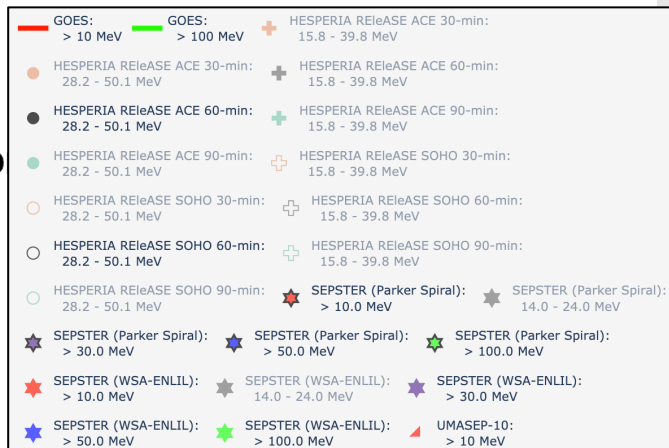 GOES: GOES: HESPERIA REleASE ACE 30-min:
> 10 MeV > 100 MeV 15.8 - 39.8 MeV
HESPERIA REleASE ACE 30-min: HESPERIA REleASE ACE 60-min:
28.2 - 50.1 MeV 15.8 - 39.8 MeV
HESPERIA REleASE ACE 60-min: HESPERIA REleASE ACE 90-min:
28.2 - 50.1 MeV 15.8 - 39.8 MeV
HESPERIA REleASE ACE 90-min: HESPERIA REleASE SOHO 30-min:
28.2 - 50.1 MeV 15.8 - 39.8 MeV
HESPERIA REleASE SOHO 30-min: HESPERIA REleASE SOHO 60-min:
28.2 - 50.1 MeV 15.8 - 39.8 MeV
HESPERIA REleASE SOHO 60-min: HESPERIA REleASE SOHO 90-min:
28.2 - 50.1 MeV 15.8 - 39.8 MeV
HESPERIA REleASE SOHO 90-min: SEPSTER (Parker Spiral): SEPSTER (Parker Spiral):
28.2 - 50.1 MeV > 10.0 MeV 14.0 - 24.0 MeV
SEPSTER (Parker Spiral): SEPSTER (Parker Spiral): SEPSTER (Parker Spiral):
> 30.0 MeV > 50.0 MeV > 100.0 MeV
SEPSTER (WSA-ENLIL): SEPSTER (WSA-ENLIL): SEPSTER (WSA-ENLIL):
> 10.0 MeV 14.0 - 24.0 MeV > 30.0 MeV
SEPSTER (WSA-ENLIL): SEPSTER (WSA-ENLIL): UMASEP-10:
> 50.0 MeV > 100.0 MeV > 10 MeV